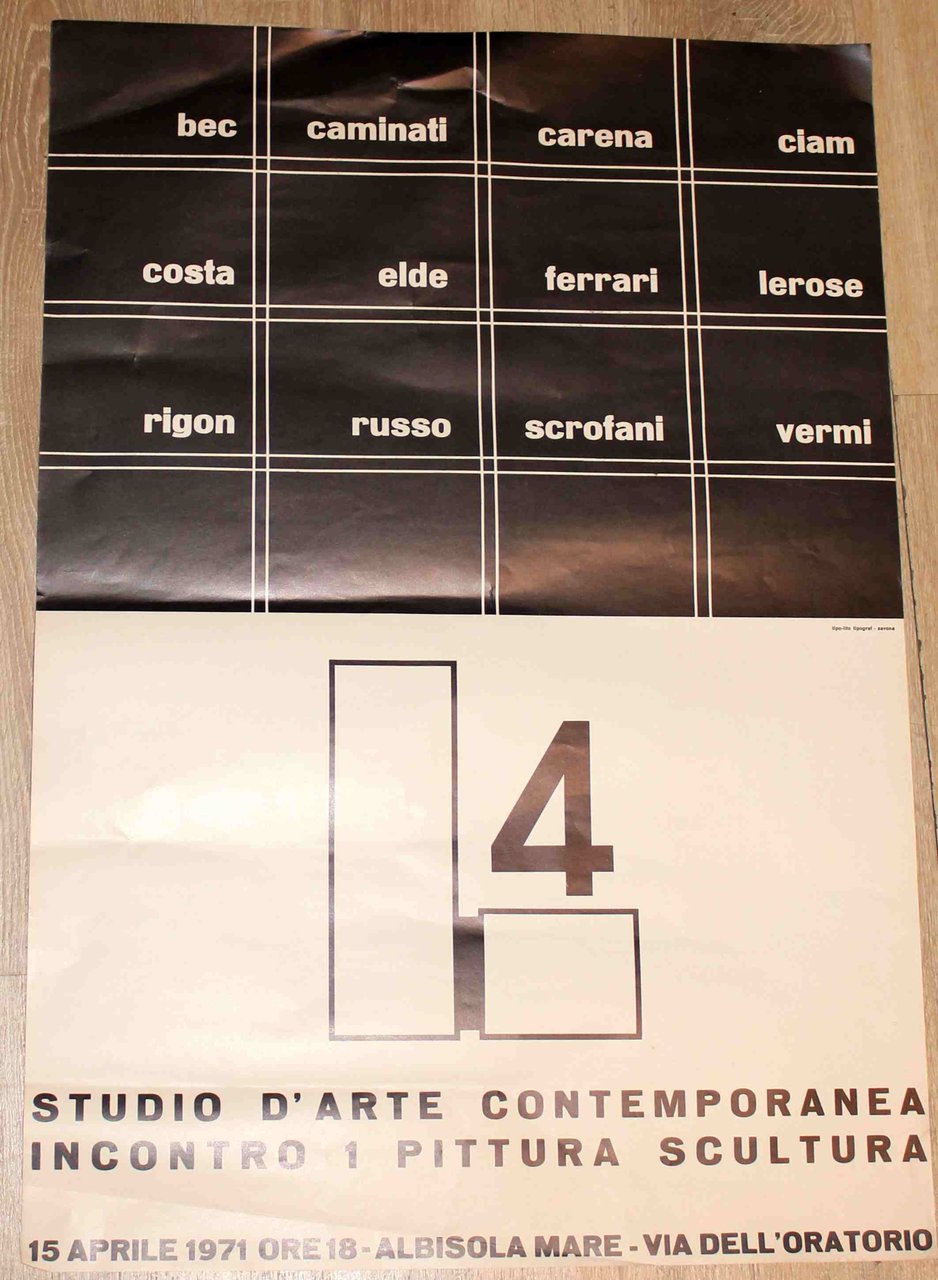 bec caminati carena ciam
costa elde ferrari lerose
rigon russo scrofani vermi
tipo-lito tipograf - savona
4
STUDIO D'ARTE CONTEMPORANEA
INCONTRO 1 PITTURA SCULTURA
15 APRILE 1971 ORE 18 - ALBISOLA MARE - VIA DELL'ORATORIO